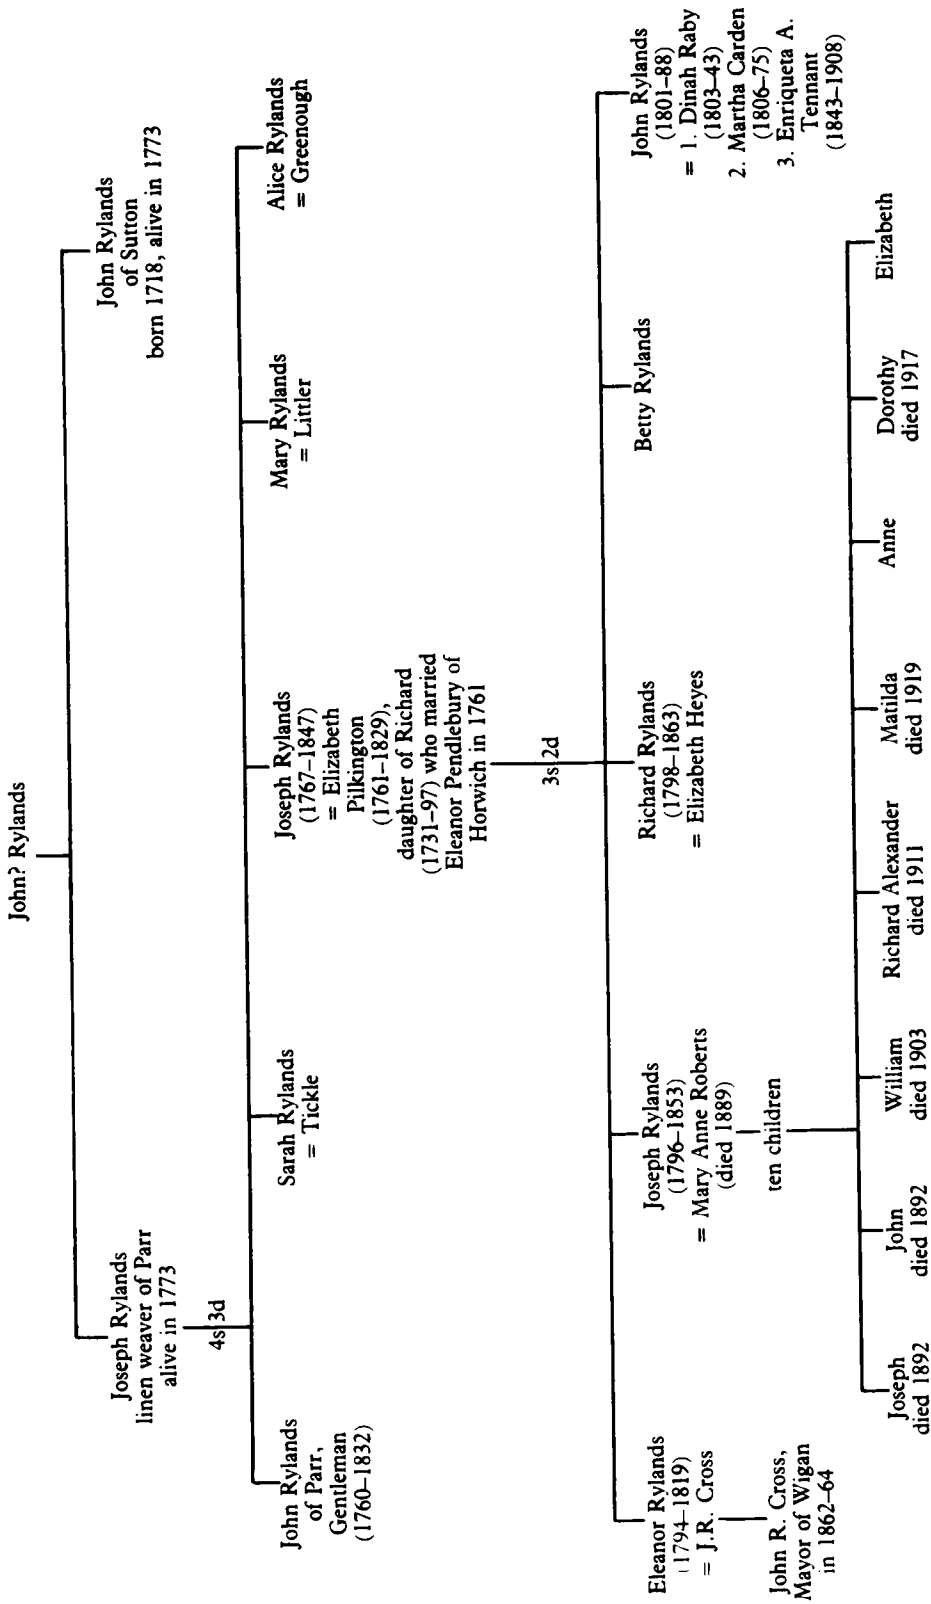 John? Rylands
Joseph Rylands
linen weaver of Parr
alive in 1773
John Rylands
of Sutton
born 1718, alive in 1773
4s 3d
John Rylands
of Parr,
Gentleman
(1760–1832)
Sarah Rylands
= Tickle
Joseph Rylands
(1767–1847)
= Elizabeth
Pilkington
(1761–1829),
daughter of Richard
(1731–97) who married
Eleanor Pendlebury of
Horwich in 1761
Mary Rylands
= Littler
Alice Rylands
= Greenough
3s 2d
Eleanor Rylands
(1794–1819)
= J.R. Cross
John R. Cross,
Mayor of Wigan
in 1862–64
Joseph Rylands
(1796–1853)
= Mary Anne Roberts
(died 1889)
ten children
Richard Rylands
(1798–1863)
= Elizabeth Heyes
Betty Rylands
John Rylands
(1801–88)
= 1. Dinah Raby
(1803–43)
2. Martha Carden
(1806–75)
3. Enriqueta A.
Tennant
(1843–1908)
Joseph
died 1892
John
died 1892
William
died 1903
Richard Alexander
died 1911
Matilda
died 1919
Anne
Dorothy
died 1917
Elizabeth